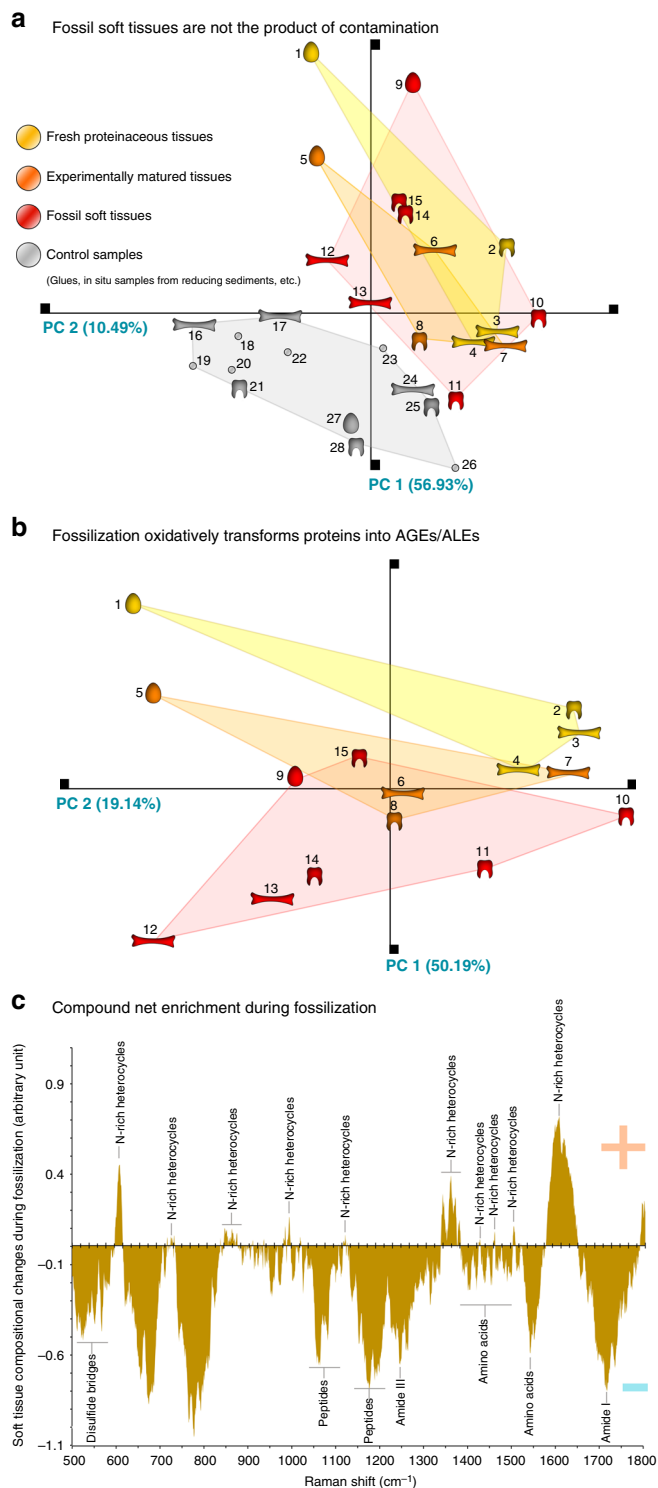 a Fossil soft tissues are not the product of contamination
1
9
Fresh proteinaceous tissues
Experimentally matured tissues
Fossil soft tissues
Control samples
(Glues, in situ samples from reducing sediments, etc.)
5
15
14
6
2
12
13
10
PC 2 (10.49%)
16
17
18
19
20
21
22
23
8
3
4
7
24
25
11
27
28
26
PC 1 (56.93%)
b Fossilization oxidatively transforms proteins into AGEs/ALEs
1
5
2
3
15
9
4
7
6
8
10
PC 2 (19.14%)
14
11
13
12
PC 1 (50.19%)
c Compound net enrichment during fossilization
Soft tissue compositional changes during fossilization (arbitrary unit)
0.9
0.4
−0.1
−0.6
−1.1
N-rich heterocycles
N-rich heterocycles
N-rich heterocycles
N-rich heterocycles
N-rich heterocycles
N-rich heterocycles
N-rich heterocycles
N-rich heterocycles
N-rich heterocycles
N-rich heterocycles
+
−
Disulfide bridges
Peptides
Peptides
Amide III
Amino acids
Amino acids
Amide I
500 600 700 800 900 1000 1100 1200 1300 1400 1500 1600 1700 1800
Raman shift (cm⁻¹)